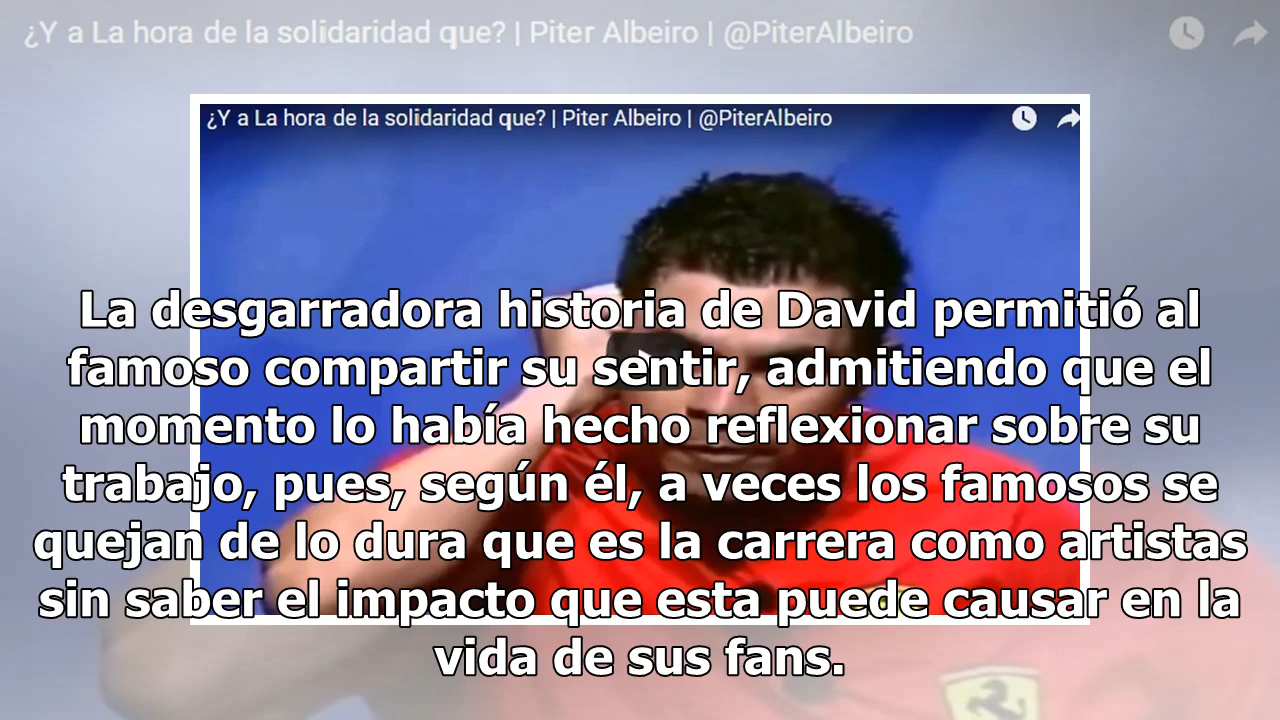 ¿Y a La hora de la solidaridad que? | Piter Albeiro | @PiterAlbeiro
¿Y a La hora de la solidaridad que? | Piter Albeiro | @PiterAlbeiro
La desgarradora historia de David permitió al
famoso compartir su sentir, admitiendo que el
momento lo había hecho reflexionar sobre su
trabajo, pues, según él, a veces los famosos se
quejan de lo dura que es la carrera como artistas
sin saber el impacto que esta puede causar en la
vida de sus fans.